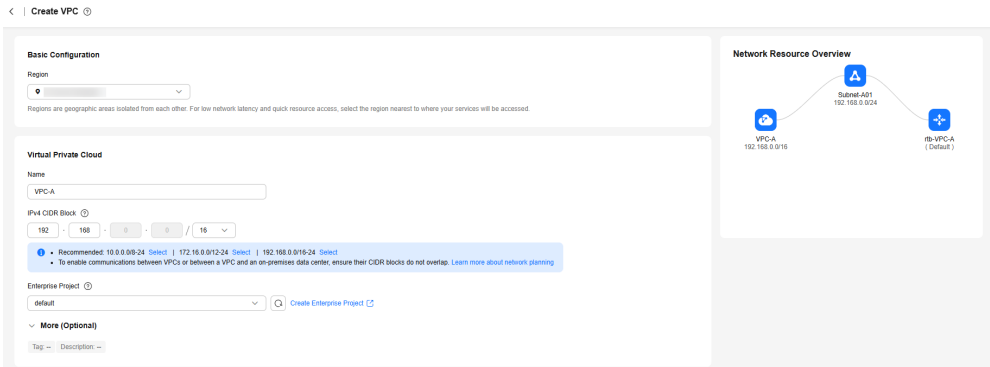 Create VPC
Basic Configuration
Region
Regions are geographic areas isolated from each other. For low network latency and quick resource access, select the region nearest to where your services will be accessed.
Virtual Private Cloud
Name
VPC-A
IPv4 CIDR Block
192 . 168 . 0 . 0 / 16
Recommended: 10.0.0.0/8-24 Select | 172.16.0.0/12-24 Select | 192.168.0.0/16-24 Select
To enable communications between VPCs or between a VPC and an on-premises data center, ensure their CIDR blocks do not overlap. Learn more about network planning
Enterprise Project
default
Create Enterprise Project
More (Optional)
Tag: -- Description: --
Network Resource Overview
Subnet-A01
192.168.0.0/24
VPC-A
192.168.0.0/16
rtb-VPC-A
( Default )